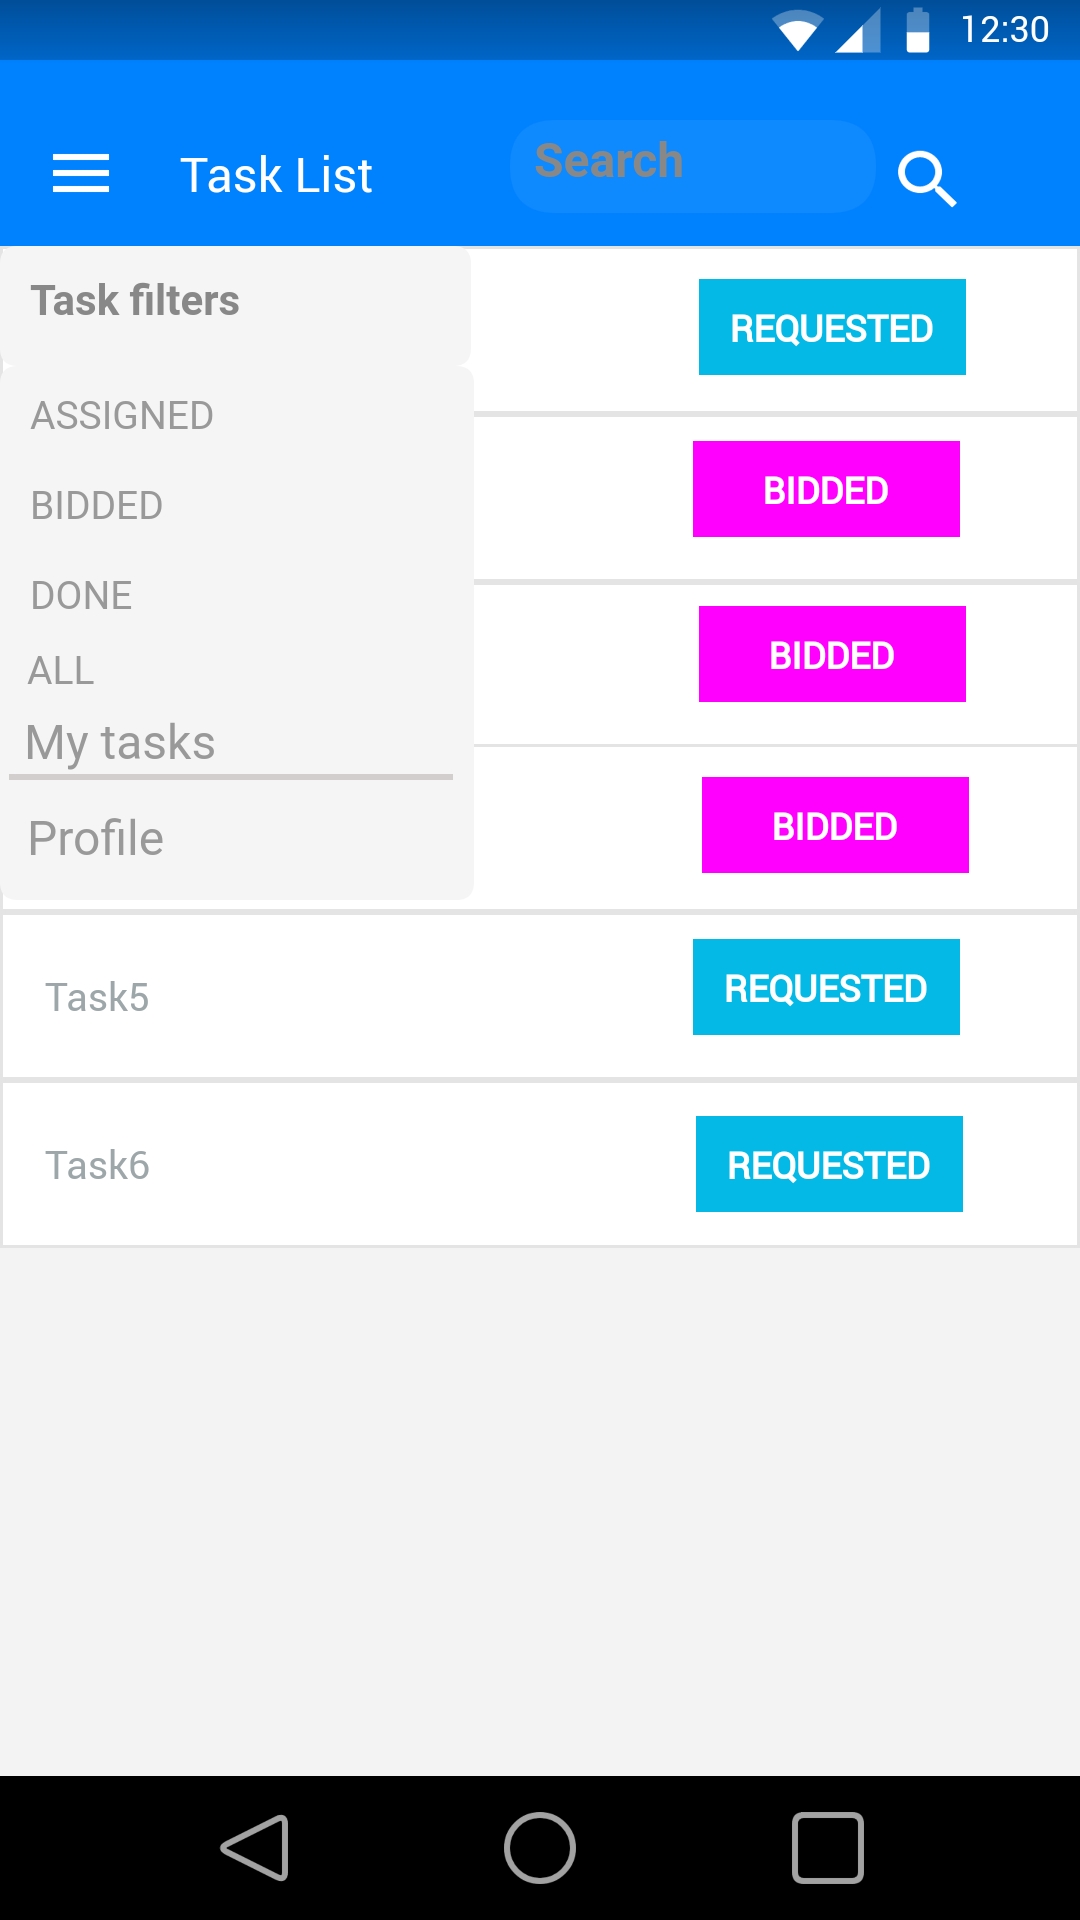 12:30
Task List
Search
Task filters
REQUESTED
ASSIGNED
BIDDED
BIDDED
DONE
BIDDED
ALL
My tasks
BIDDED
Profile
Task5
REQUESTED
Task6
REQUESTED